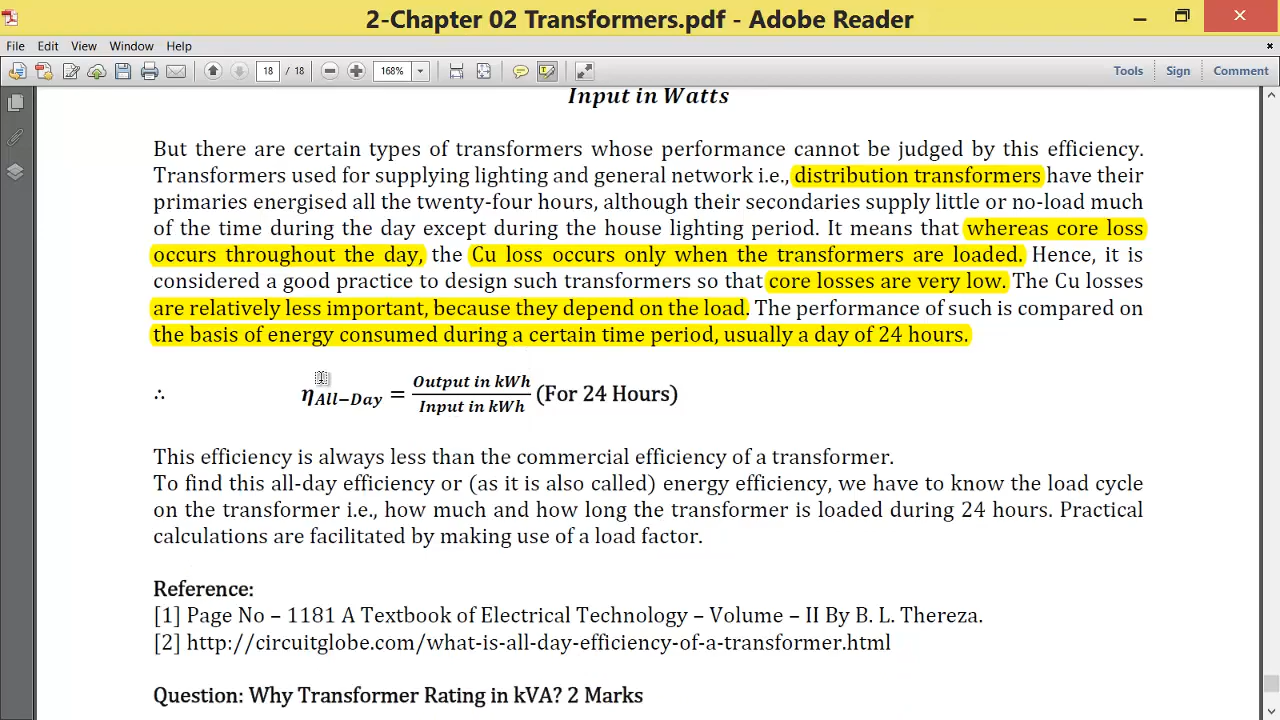 2-Chapter 02 Transformers.pdf - Adobe Reader
File Edit View Window Help
18 / 18 168% Tools Sign Comment
Input in Watts
But there are certain types of transformers whose performance cannot be judged by this efficiency.
Transformers used for supplying lighting and general network i.e., distribution transformers have their
primaries energised all the twenty-four hours, although their secondaries supply little or no-load much
of the time during the day except during the house lighting period. It means that whereas core loss
occurs throughout the day, the Cu loss occurs only when the transformers are loaded. Hence, it is
considered a good practice to design such transformers so that core losses are very low. The Cu losses
are relatively less important, because they depend on the load. The performance of such is compared on
the basis of energy consumed during a certain time period, usually a day of 24 hours.
∴ η All−Day = Output in kWh / Input in kWh (For 24 Hours)
This efficiency is always less than the commercial efficiency of a transformer.
To find this all-day efficiency or (as it is also called) energy efficiency, we have to know the load cycle
on the transformer i.e., how much and how long the transformer is loaded during 24 hours. Practical
calculations are facilitated by making use of a load factor.
Reference:
[1] Page No – 1181 A Textbook of Electrical Technology – Volume – II By B. L. Thereza.
[2] http://circuitglobe.com/what-is-all-day-efficiency-of-a-transformer.html
Question: Why Transformer Rating in kVA? 2 Marks